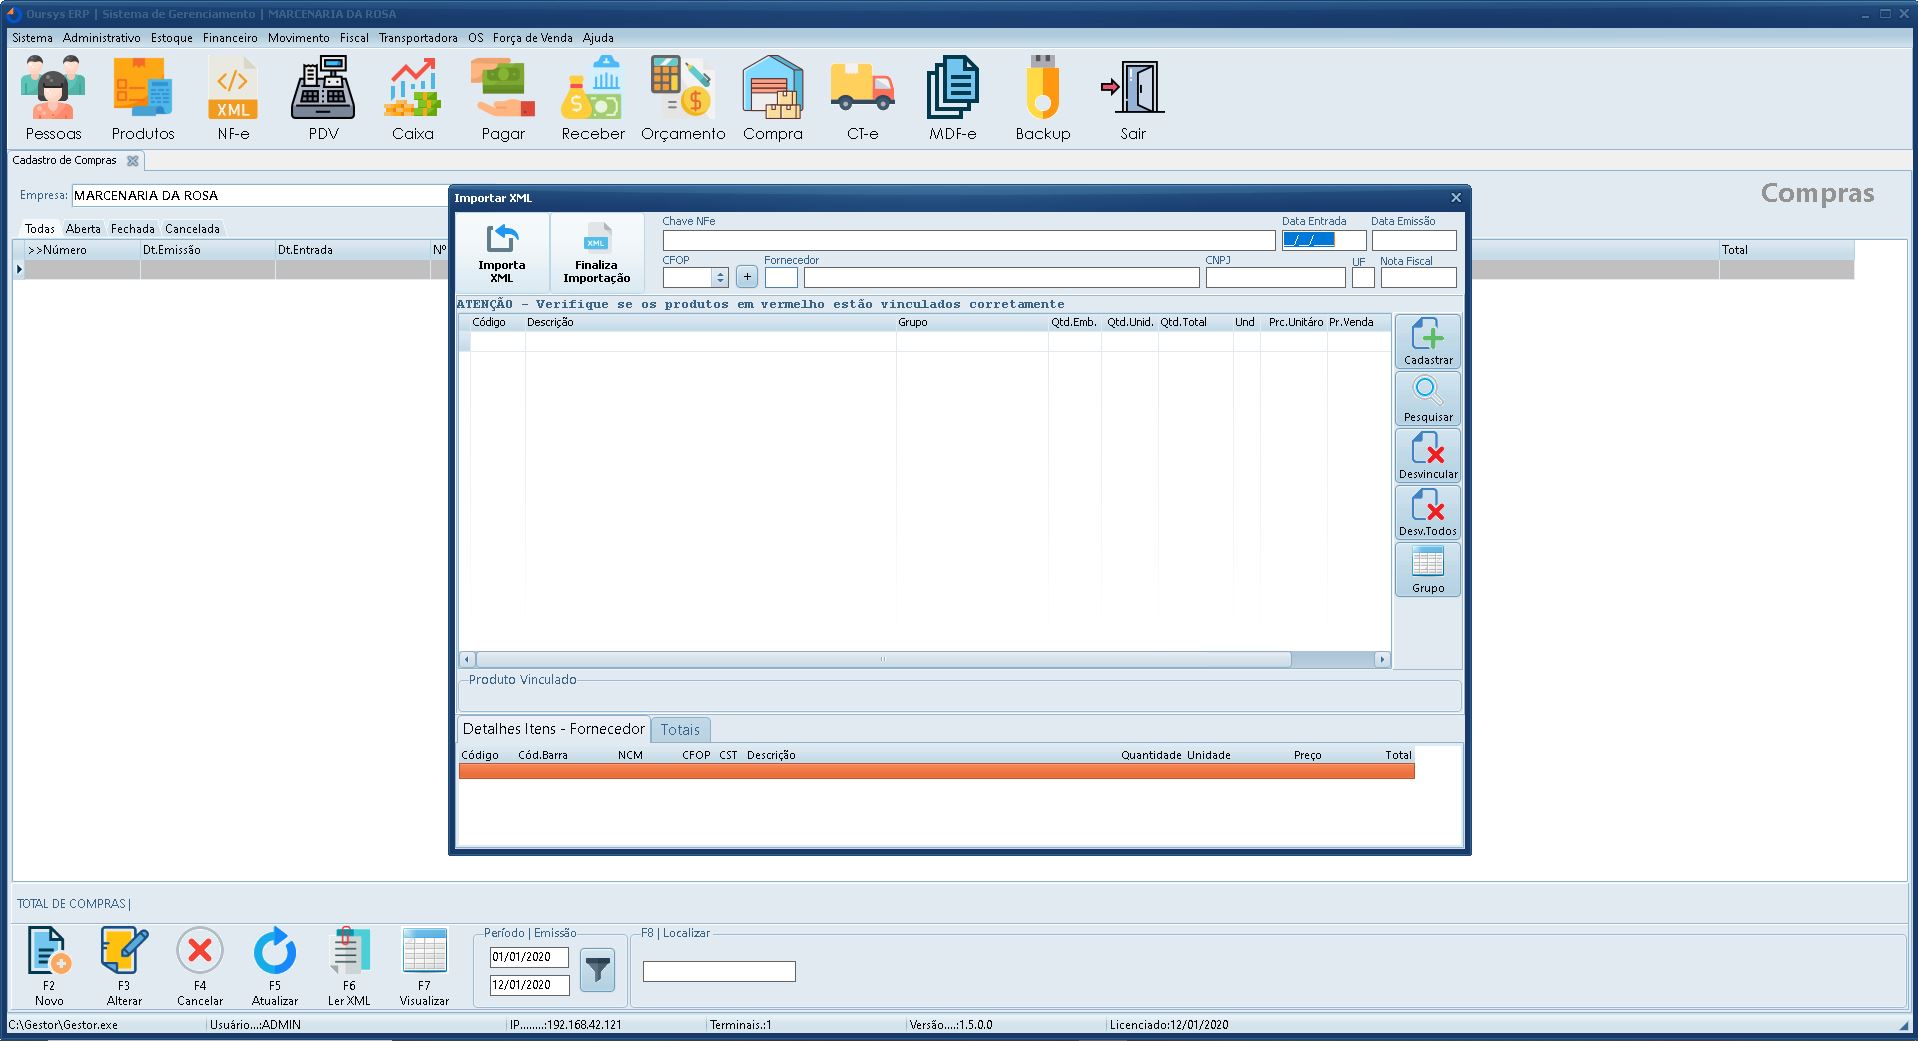 Oursys ERP | Sistema de Gerenciamento | MARCENARIA DA ROSA
Sistema Administrativo Estoque Financeiro Movimento Fiscal Transportadora OS Força de Venda Ajuda
Pessoas Produtos NF-e PDV Caixa Pagar Receber Orçamento Compra CT-e MDF-e Backup Sair
XML
Cadastro de Compras
Empresa: MARCENARIA DA ROSA
Compras
Todas Aberta Fechada Cancelada
>>Número Dt.Emissão Dt.Entrada Nº Total
Importar XML
Importa XML
XML
Finaliza Importação
Chave NFe Data Entrada Data Emissão
__/__/____
CFOP + Fornecedor CNPJ UF Nota Fiscal
ATENÇÃO - Verifique se os produtos em vermelho estão vinculados corretamente
Código Descrição Grupo Qtd.Emb. Qtd.Unid. Qtd.Total Und Prc.Unitáro Pr.Venda
Cadastrar
Pesquisar
Desvincular
Desv.Todos
Grupo
Produto Vinculado
Detalhes Itens - Fornecedor Totais
Código Cód.Barra NCM CFOP CST Descrição Quantidade Unidade Preço Total
TOTAL DE COMPRAS |
F2 Novo
F3 Alterar
F4 Cancelar
F5 Atualizar
F6 Ler XML
F7 Visualizar
Período | Emissão
01/01/2020
12/01/2020
F8 | Localizar
C:\Gestor\Gestor.exe Usuário...:ADMIN IP........:192.168.42.121 Terminais.:1 Versão....:1.5.0.0 Licenciado:12/01/2020